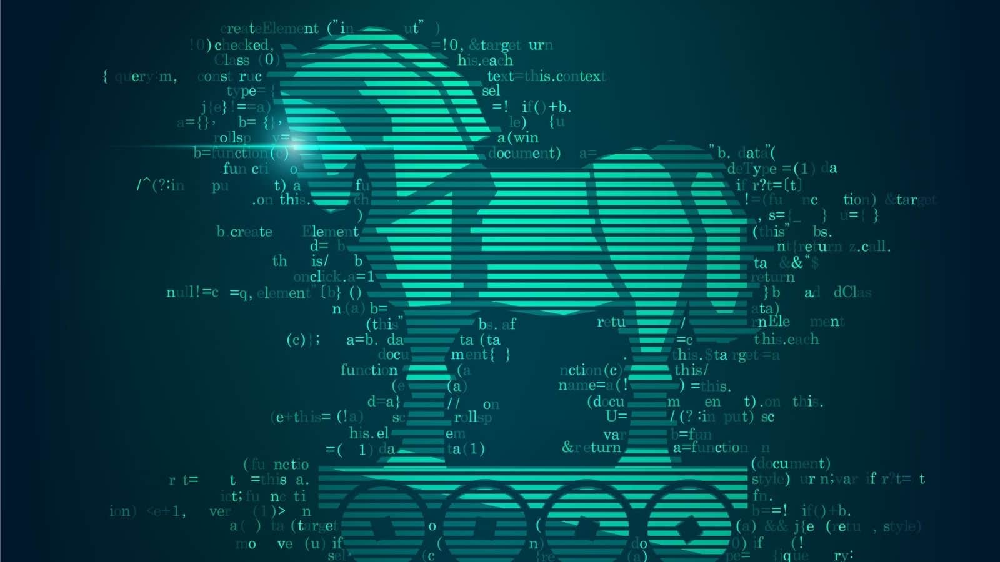 createElement ("in ut" )
!0)checked, =!0, &target urn
Class (0) his.each
{ query:m, const ruc text=this.context
type={ sel
j{e}!==a) =! if()+b.
a={}, b= {}, le) {u
rollsp y= a(win
b=function(c) document) a= "b. data"(
fun cti o deType =(1) da
/^(?:in pu t) a fu if r?t=[t]
.on this. ch !=(fu nc tion) &target
) , s={_ } u={ }
b.create Element (this" bs.
d= b nt{return z.call.
th is/ b ta &&"$
onclick.a=1 return
null!=c =q, element" [b} () }b ad dClas
n (a) b= ata)
(this" bs. af retu / rnEle ment
(c)}; a=b. da ta (ta =c this.each
docu ment{ } . this.$ta rget =a
function (a nction(c) this/
(e (a) name=a(! ) =this.
d=a} // on (docu m en t).on this.
(e+this= (!a) sc rollsp U= /(?:in put) sc
his.el em var b=fun
=( 1) da ta(1) &return a=function n
(fu nctio (document)
r t= t =this a. style) ur n;var if r?t= t
ict;fu nc ti fn.
ion) <e+1, ver (1)> n b==! if()+b.
a( ) ta (target o ( (a) && j{e (retu , style)
mo ve (u) if ( n) do 0) if (!
sel (c {re (a) pe= {jque ry: